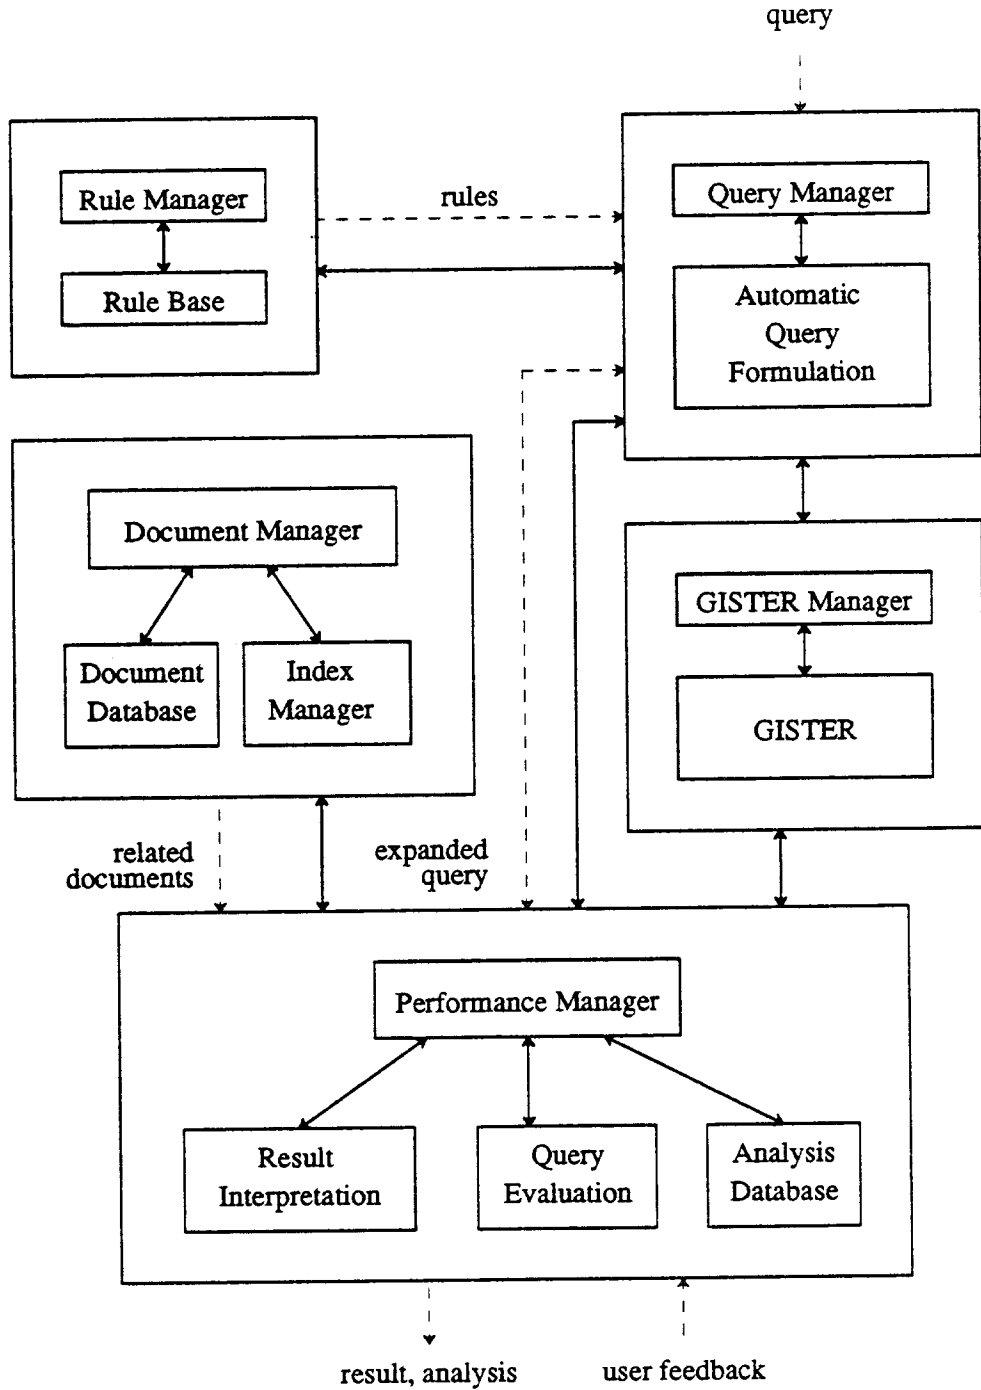 query
Rule Manager
Rule Base
rules
Query Manager
Automatic
Query
Formulation
Document Manager
Document
Database
Index
Manager
GISTER Manager
GISTER
related
documents
expanded
query
Performance Manager
Result
Interpretation
Query
Evaluation
Analysis
Database
result, analysis
user feedback